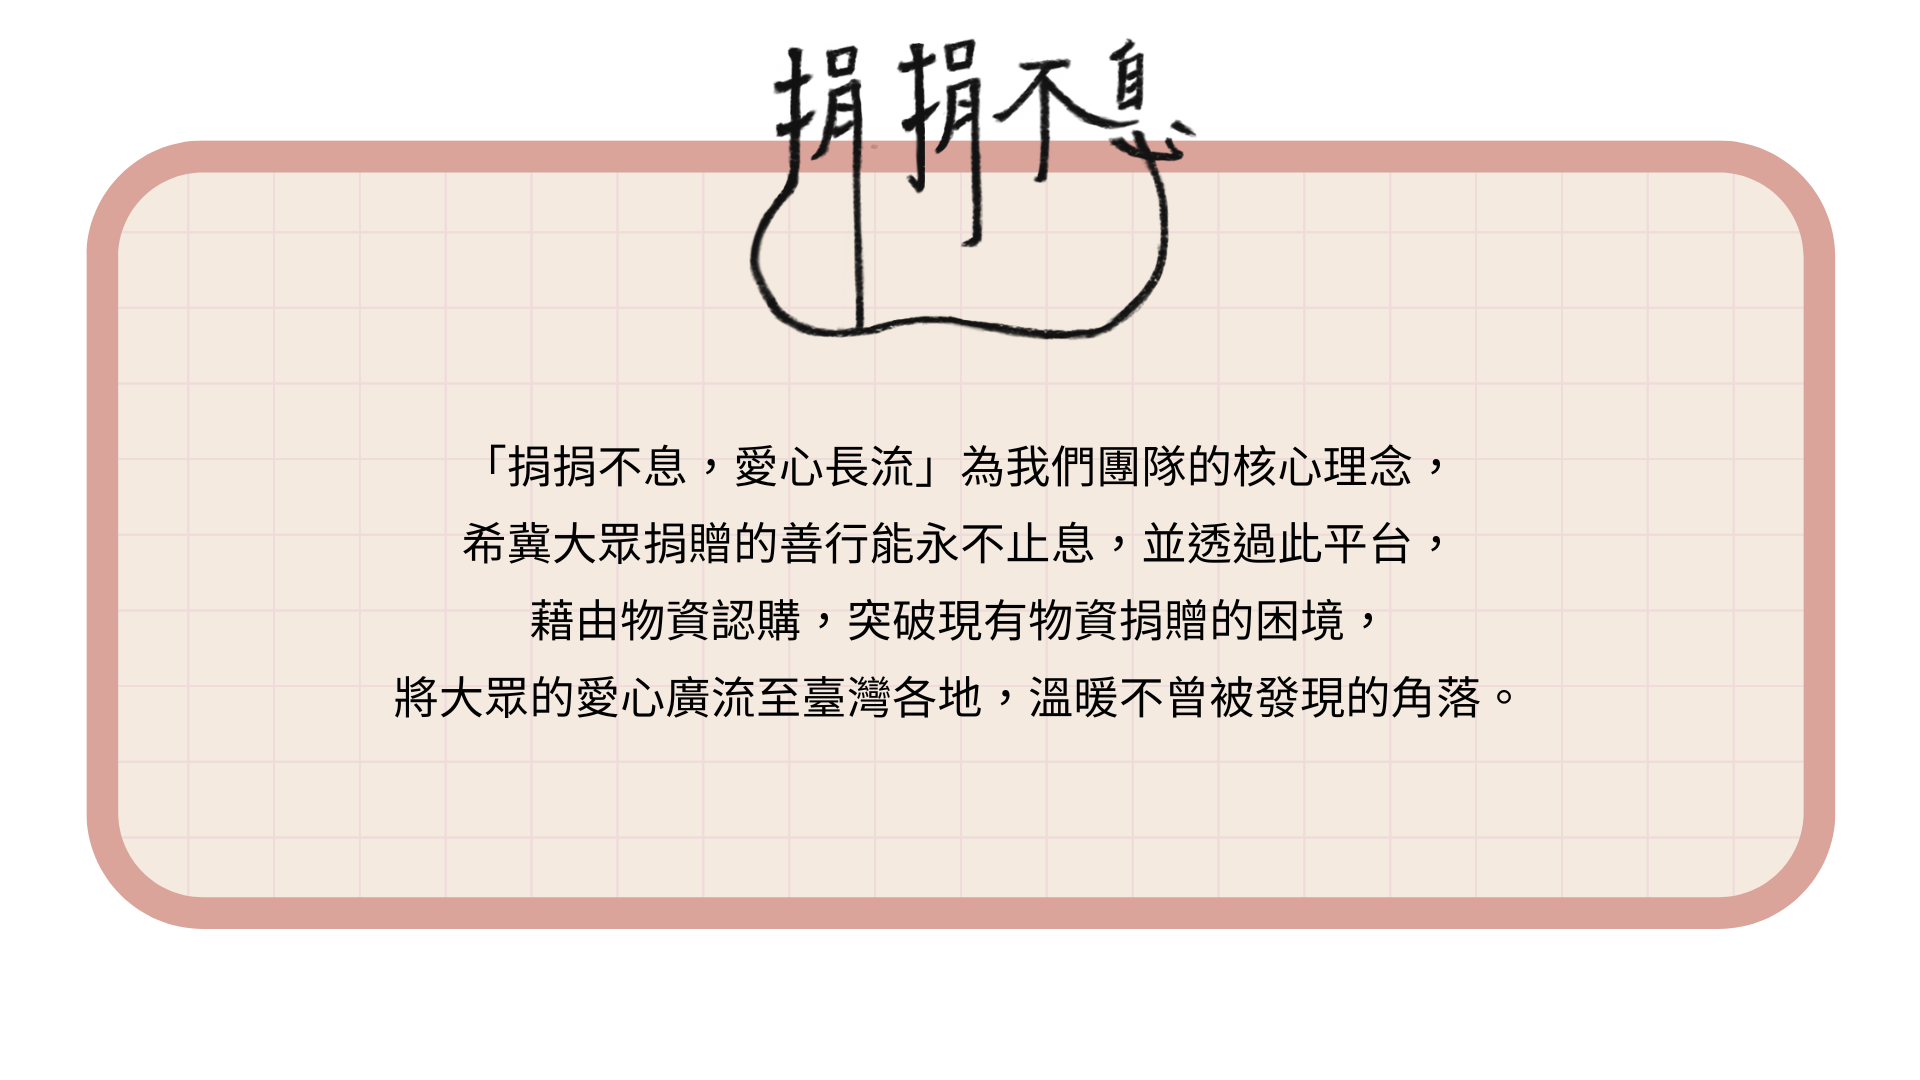 捐捐不息
「捐捐不息，愛心長流」為我們團隊的核心理念，
希冀大眾捐贈的善行能永不止息，並透過此平台，
藉由物資認購，突破現有物資捐贈的困境，
將大眾的愛心廣流至臺灣各地，溫暖不曾被發現的角落。